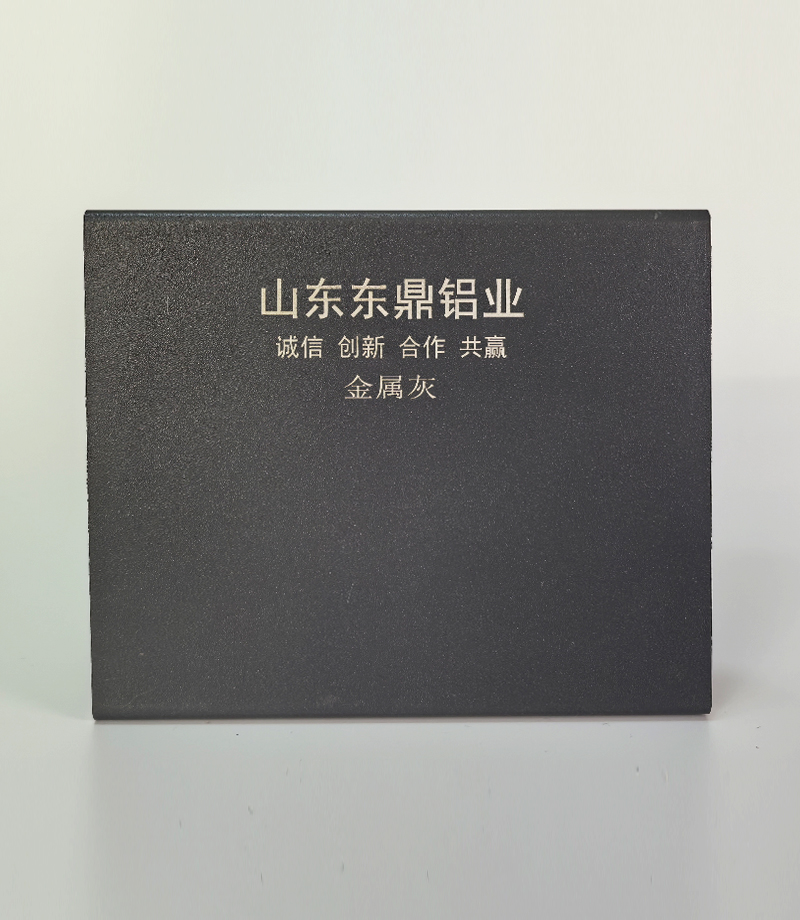 山东东鼎铝业
诚信 创新 合作 共赢
金属灰